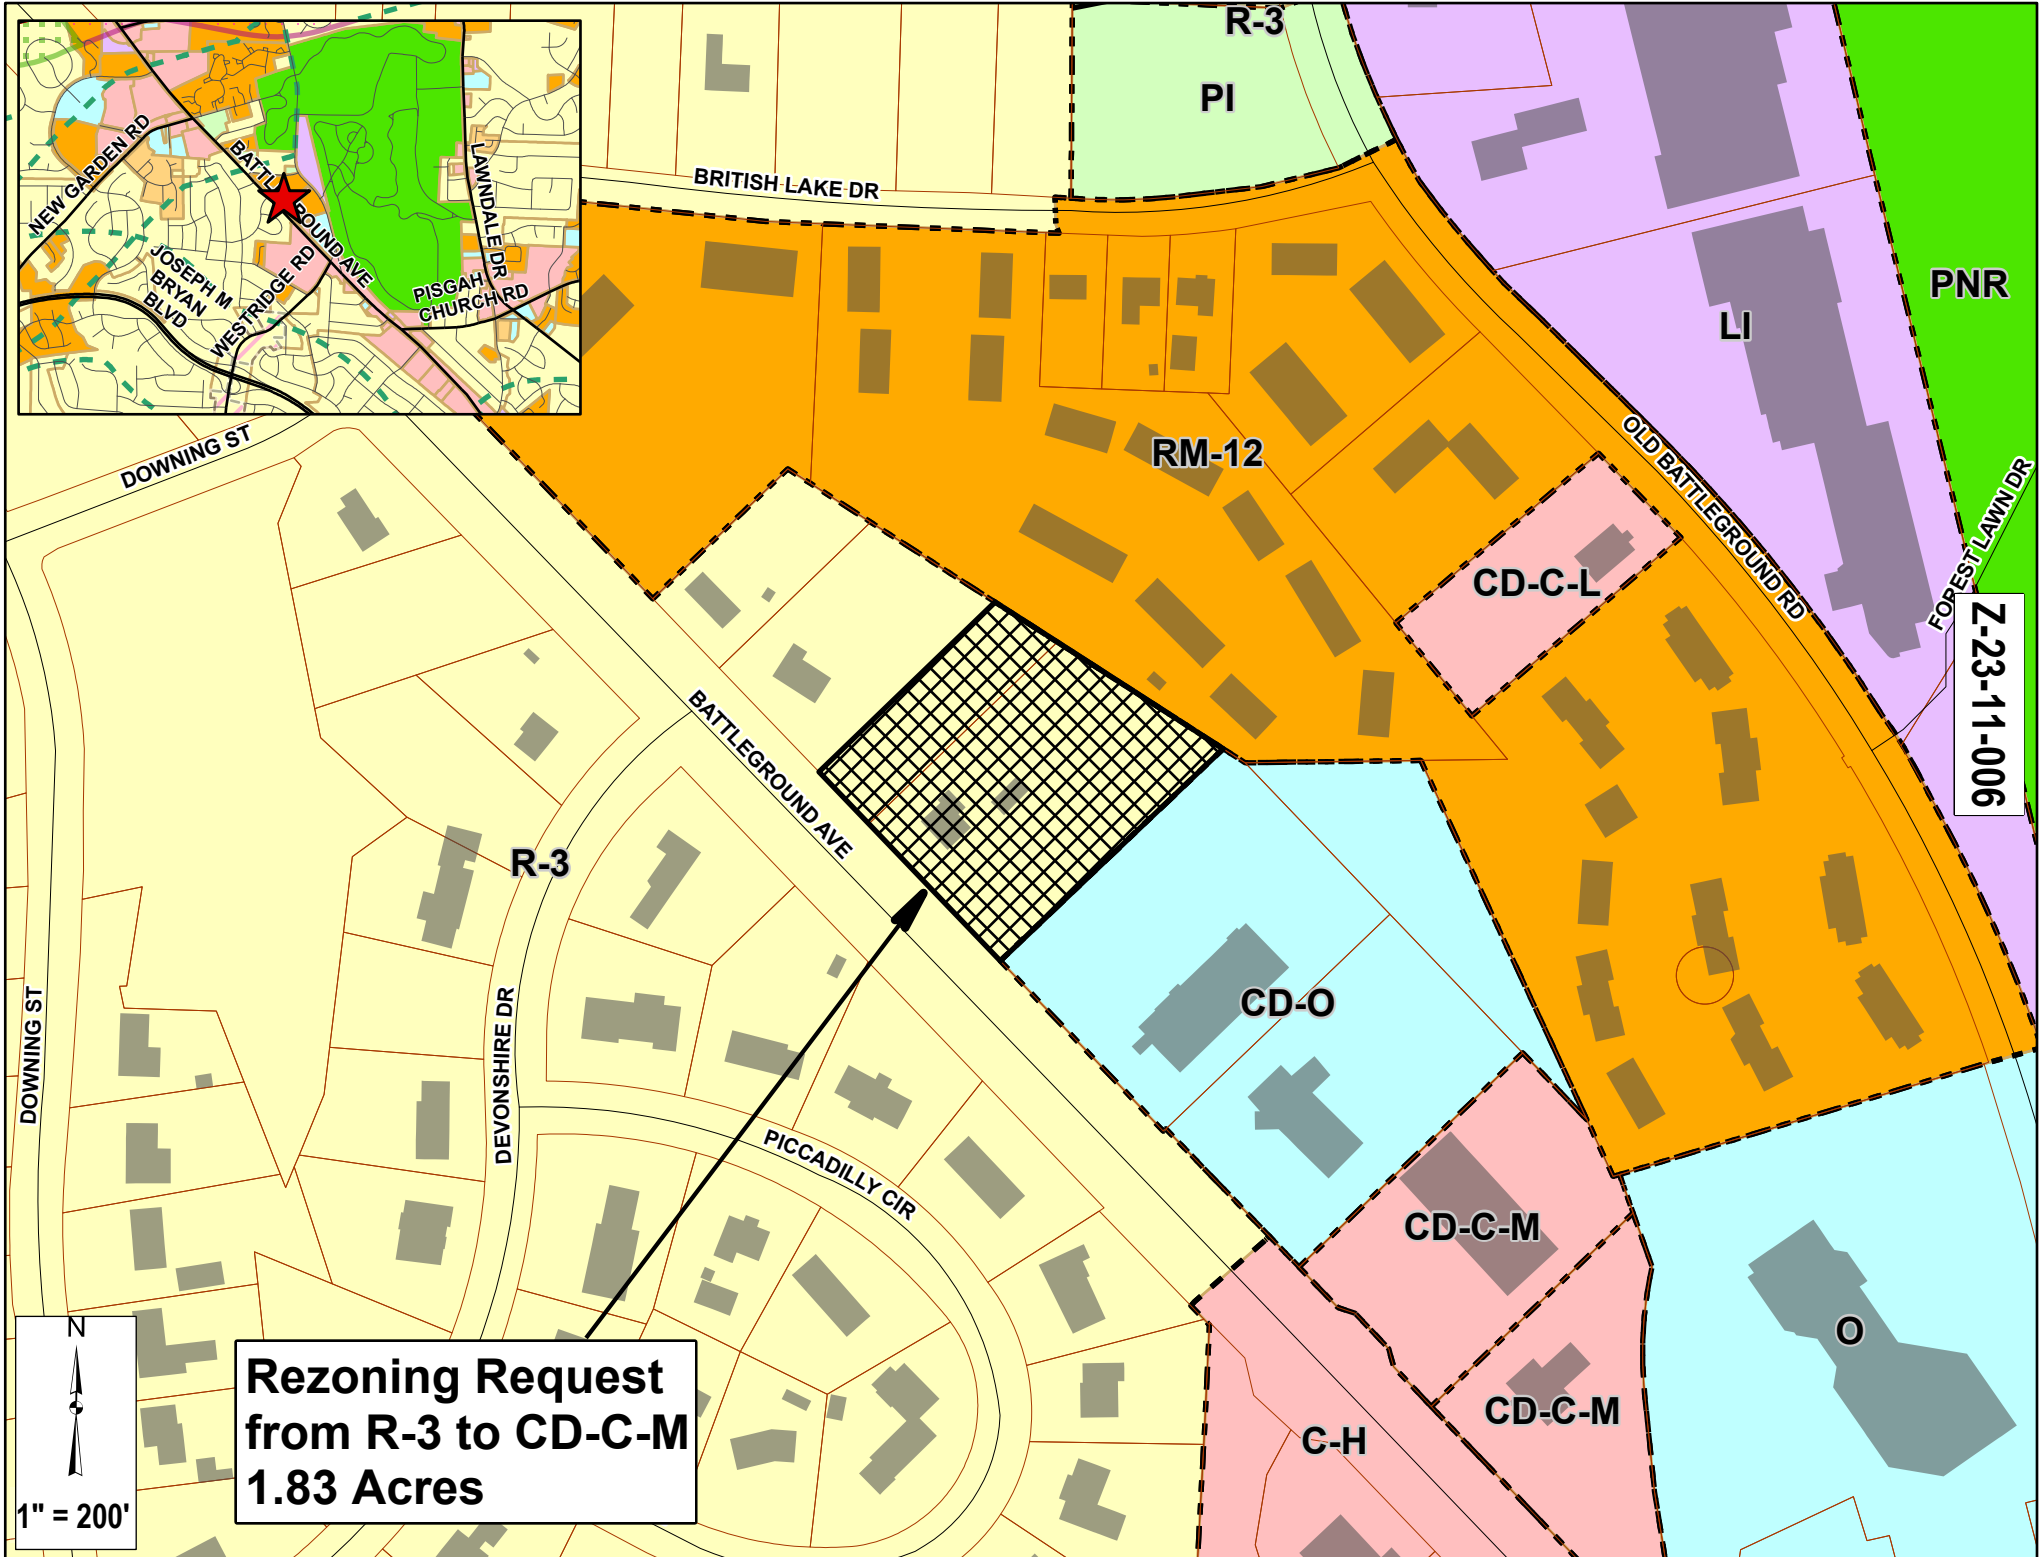 R-3
PI
BRITISH LAKE DR
NEW GARDEN RD
BATTL
ROUND AVE
LAWNDALE DR
JOSEPH M
BRYAN
BLVD
WESTRIDGE RD
PISGAH
CHURCH RD
PNR
LI
DOWNING ST
RM-12
OLD BATTLEGROUND RD
FOREST LAWN DR
CD-C-L
Z-23-11-006
BATTLEGROUND AVE
R-3
CD-O
DOWNING ST
DEVONSHIRE DR
PICCADILLY CIR
CD-C-M
O
CD-C-M
C-H
N
1" = 200'
Rezoning Request
from R-3 to CD-C-M
1.83 Acres